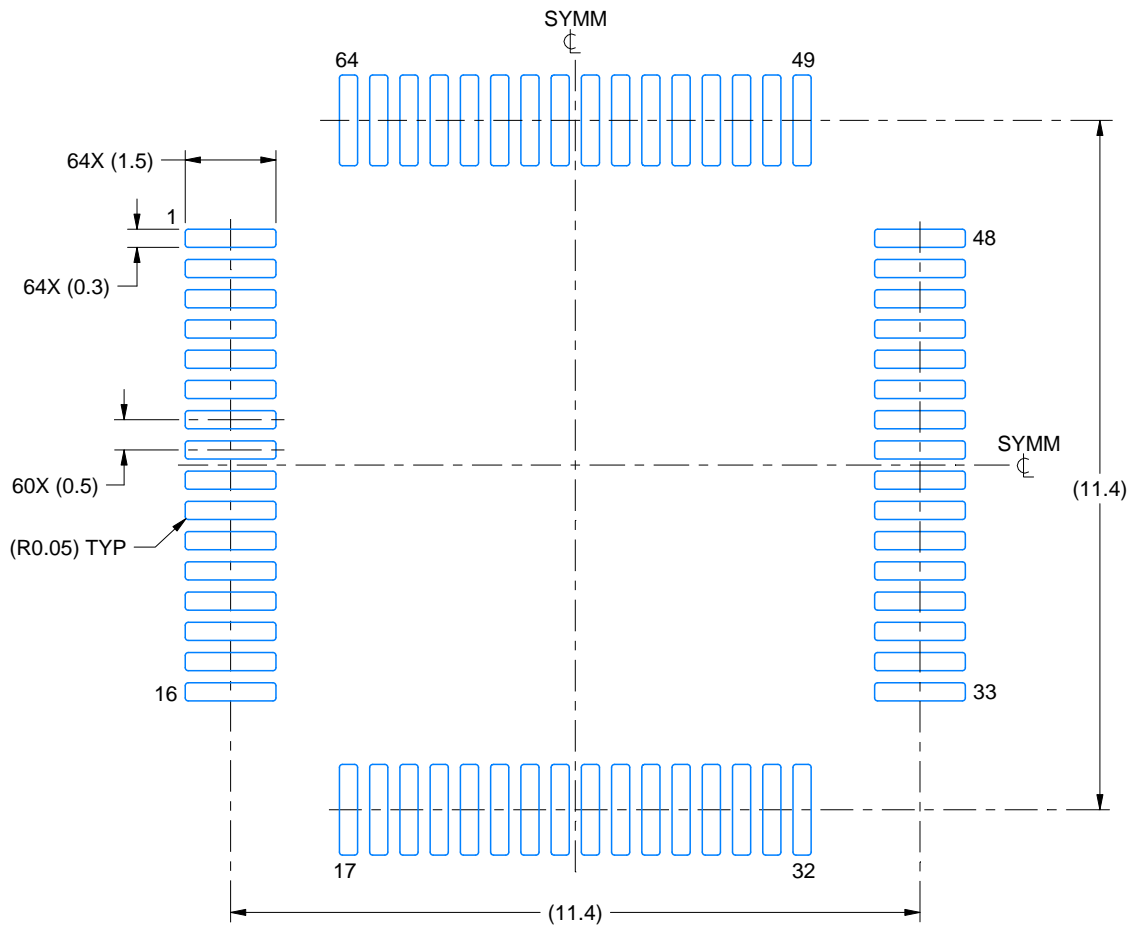 SYMM
64
49
64X (1.5)
1
48
64X (0.3)
SYMM
60X (0.5)
(11.4)
(R0.05) TYP
16
33
17
32
(11.4)